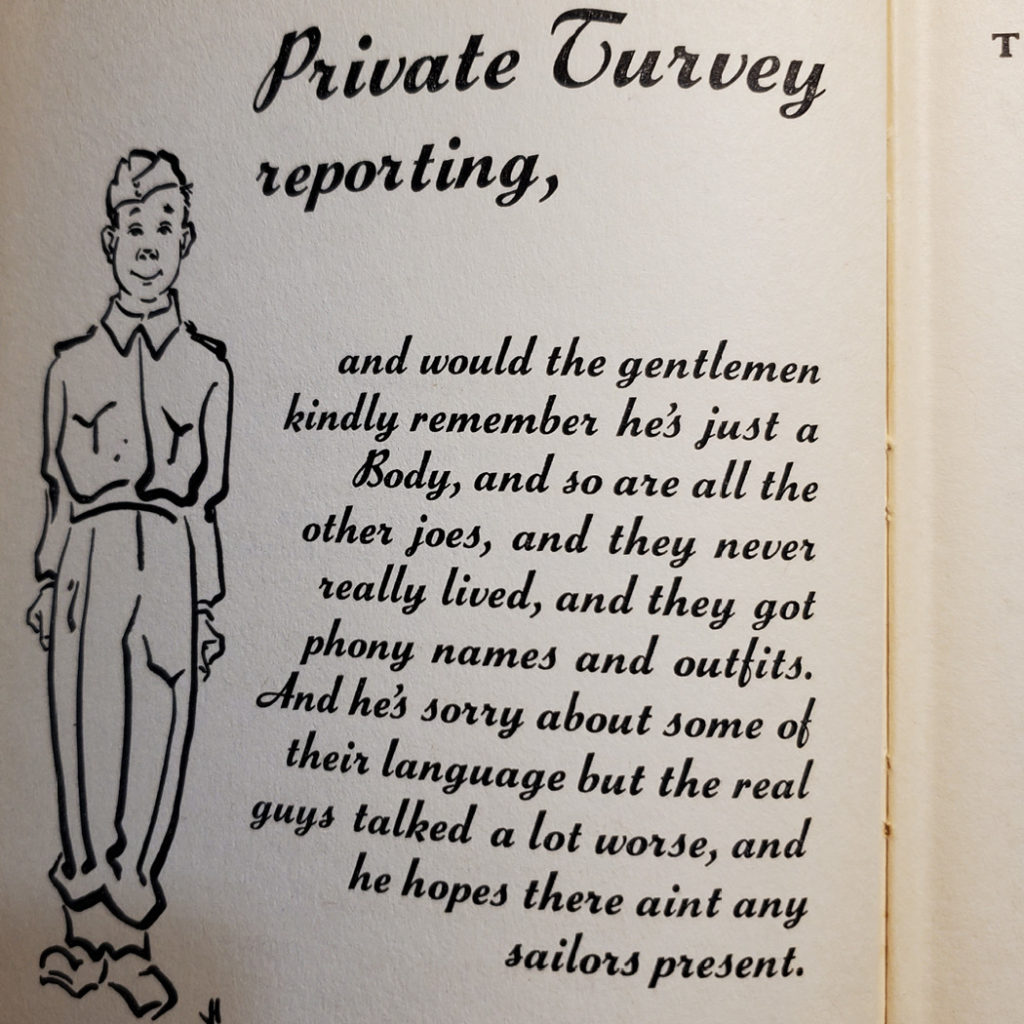 Private Turvey
reporting,
and would the gentlemen
kindly remember he's just a
Body, and so are all the
other joes, and they never
really lived, and they got
phony names and outfits.
And he's sorry about some of
their language but the real
guys talked a lot worse, and
he hopes there aint any
sailors present.
T